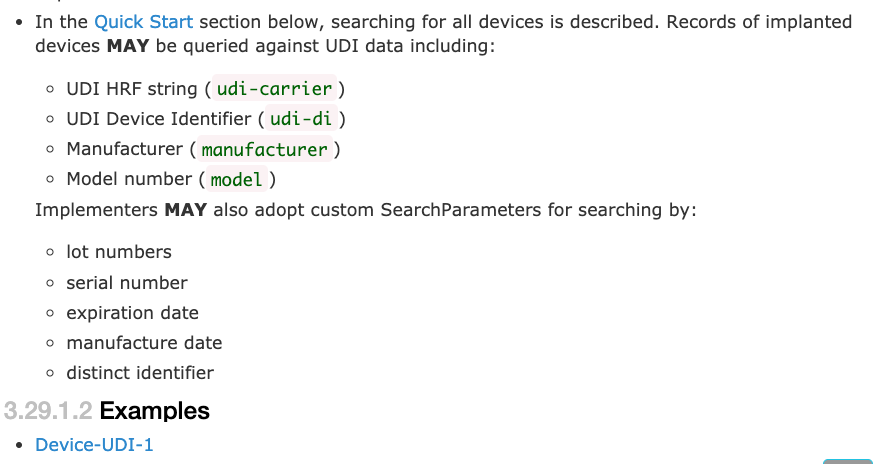 • In the Quick Start section below, searching for all devices is described. Records of implanted
devices MAY be queried against UDI data including:
◦ UDI HRF string ( udi-carrier )
◦ UDI Device Identifier ( udi-di )
◦ Manufacturer ( manufacturer )
◦ Model number ( model )
Implementers MAY also adopt custom SearchParameters for searching by:
◦ lot numbers
◦ serial number
◦ expiration date
◦ manufacture date
◦ distinct identifier
3.29.1.2 Examples
• Device-UDI-1